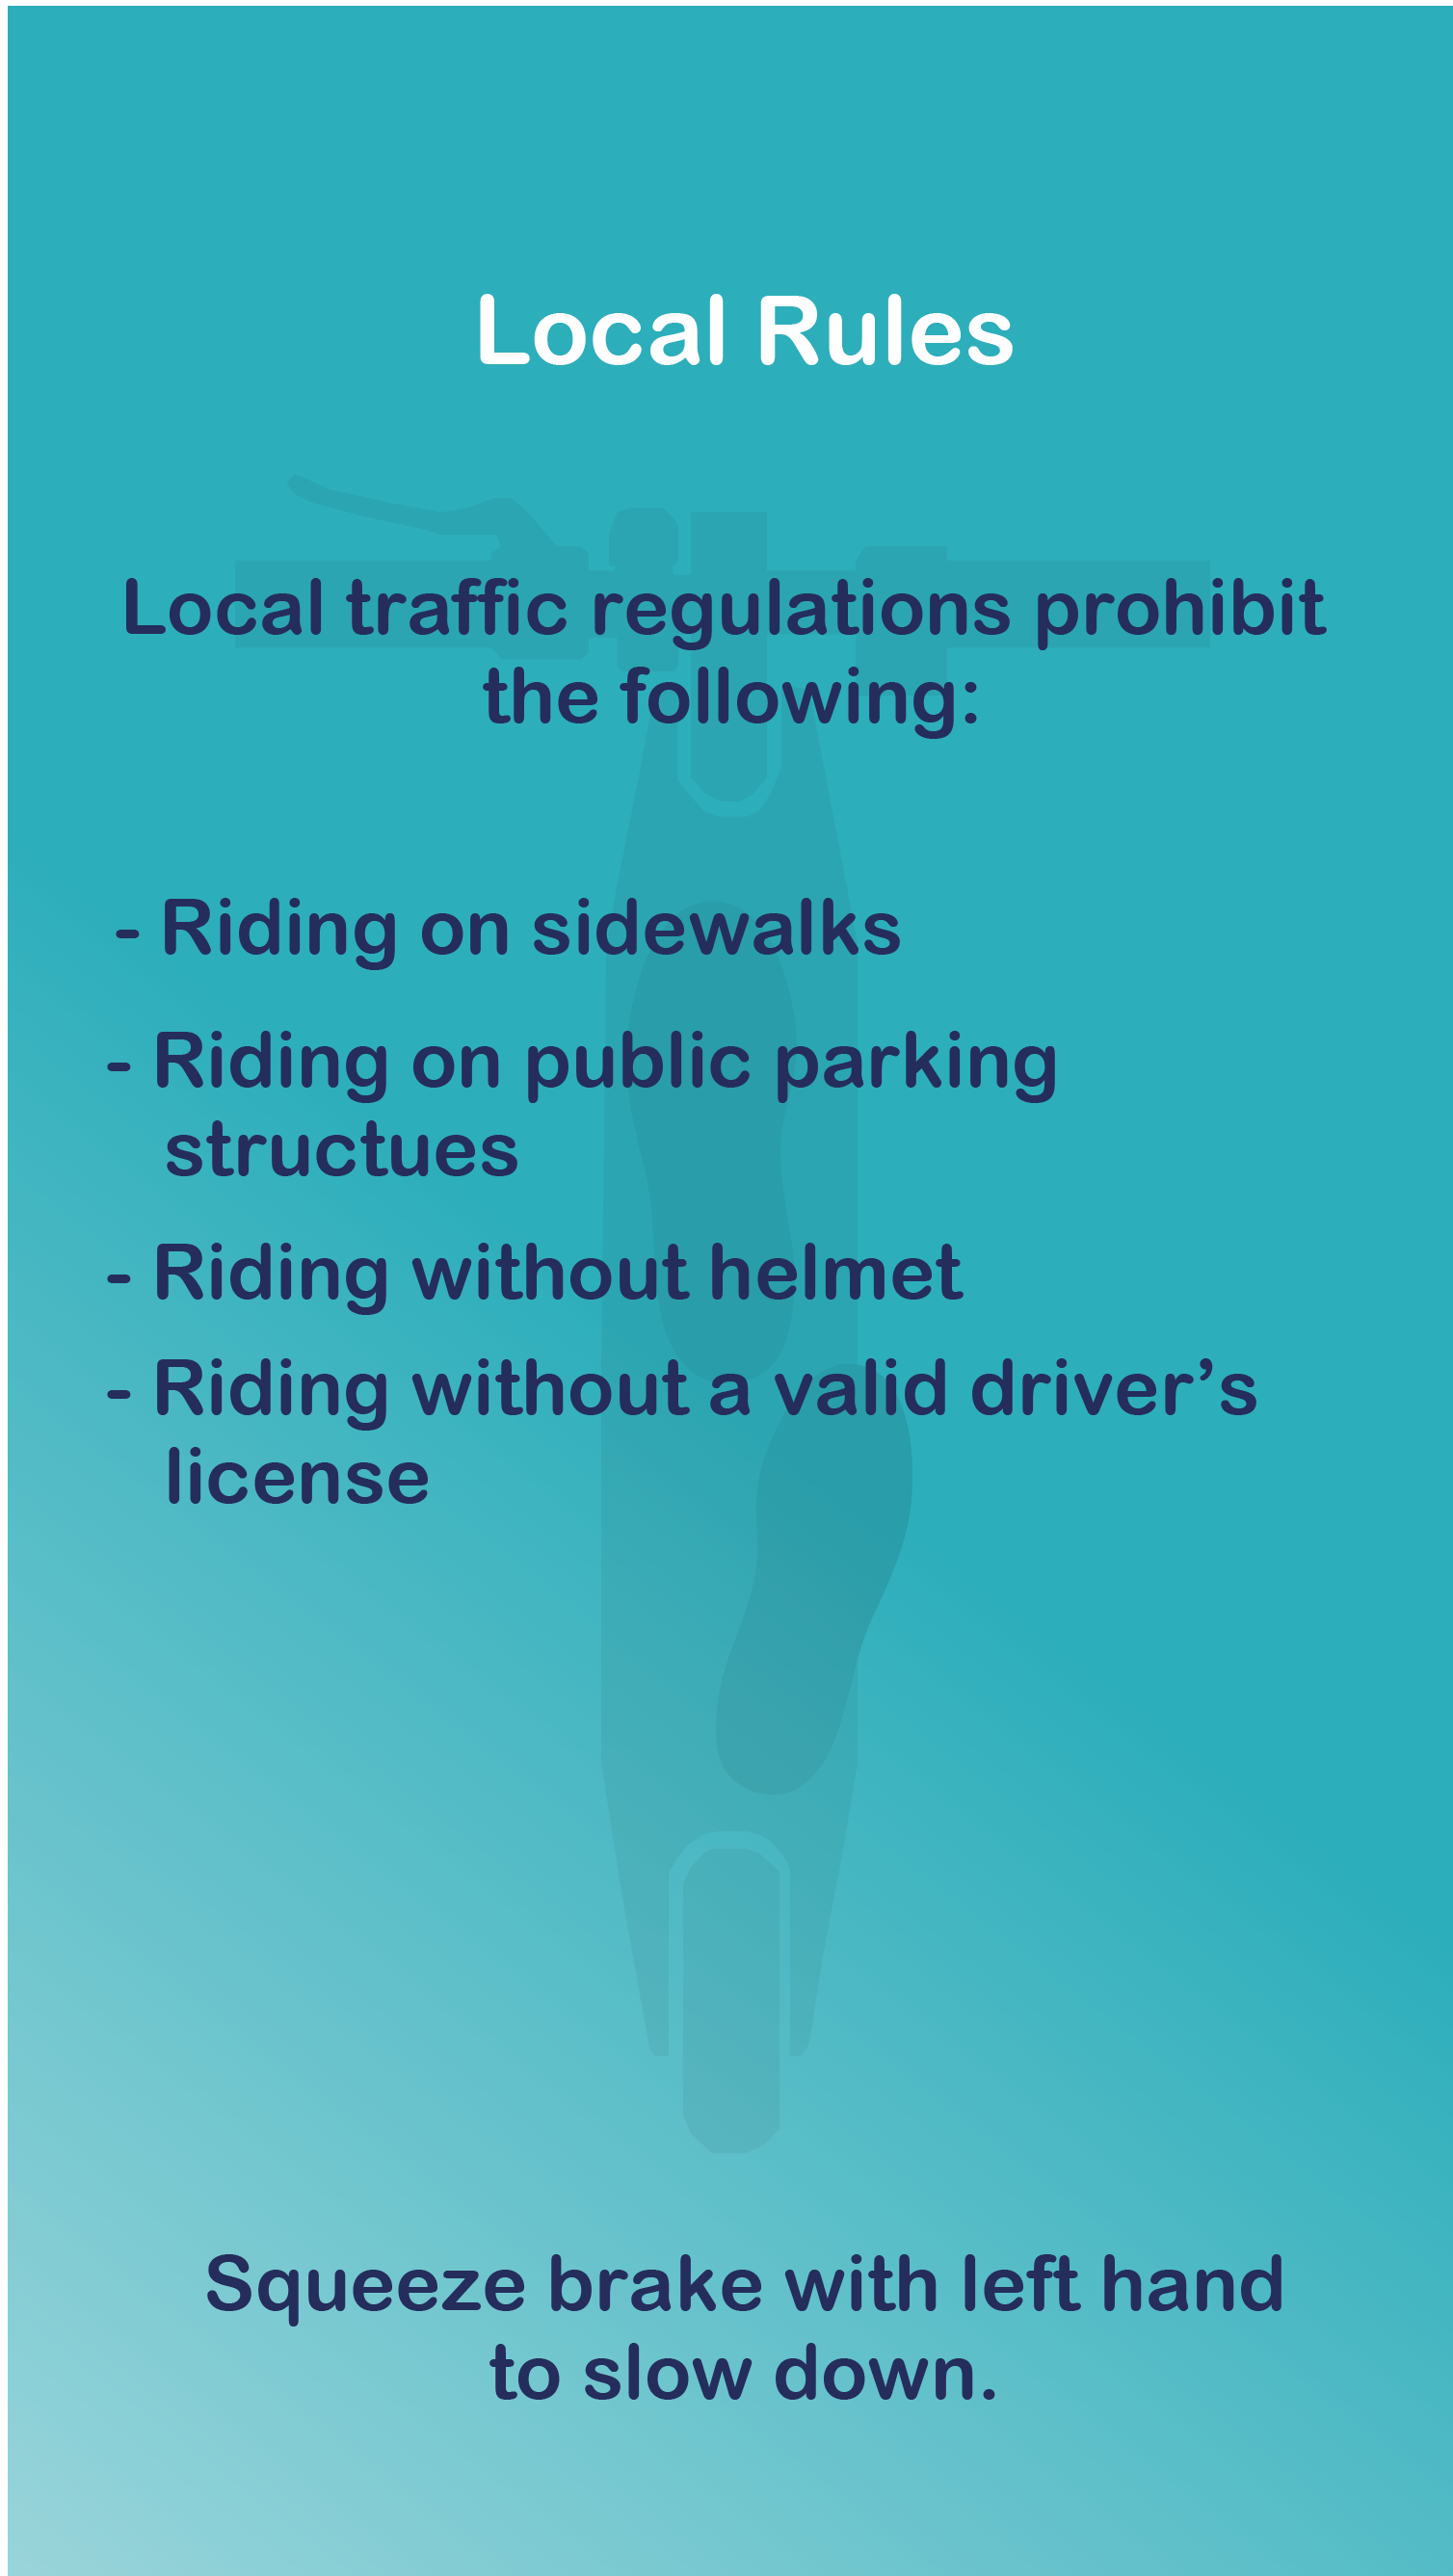 Local Rules
Local traffic regulations prohibit
the following:
- Riding on sidewalks
- Riding on public parking
structues
- Riding without helmet
- Riding without a valid driver’s
license
Squeeze brake with left hand
to slow down.